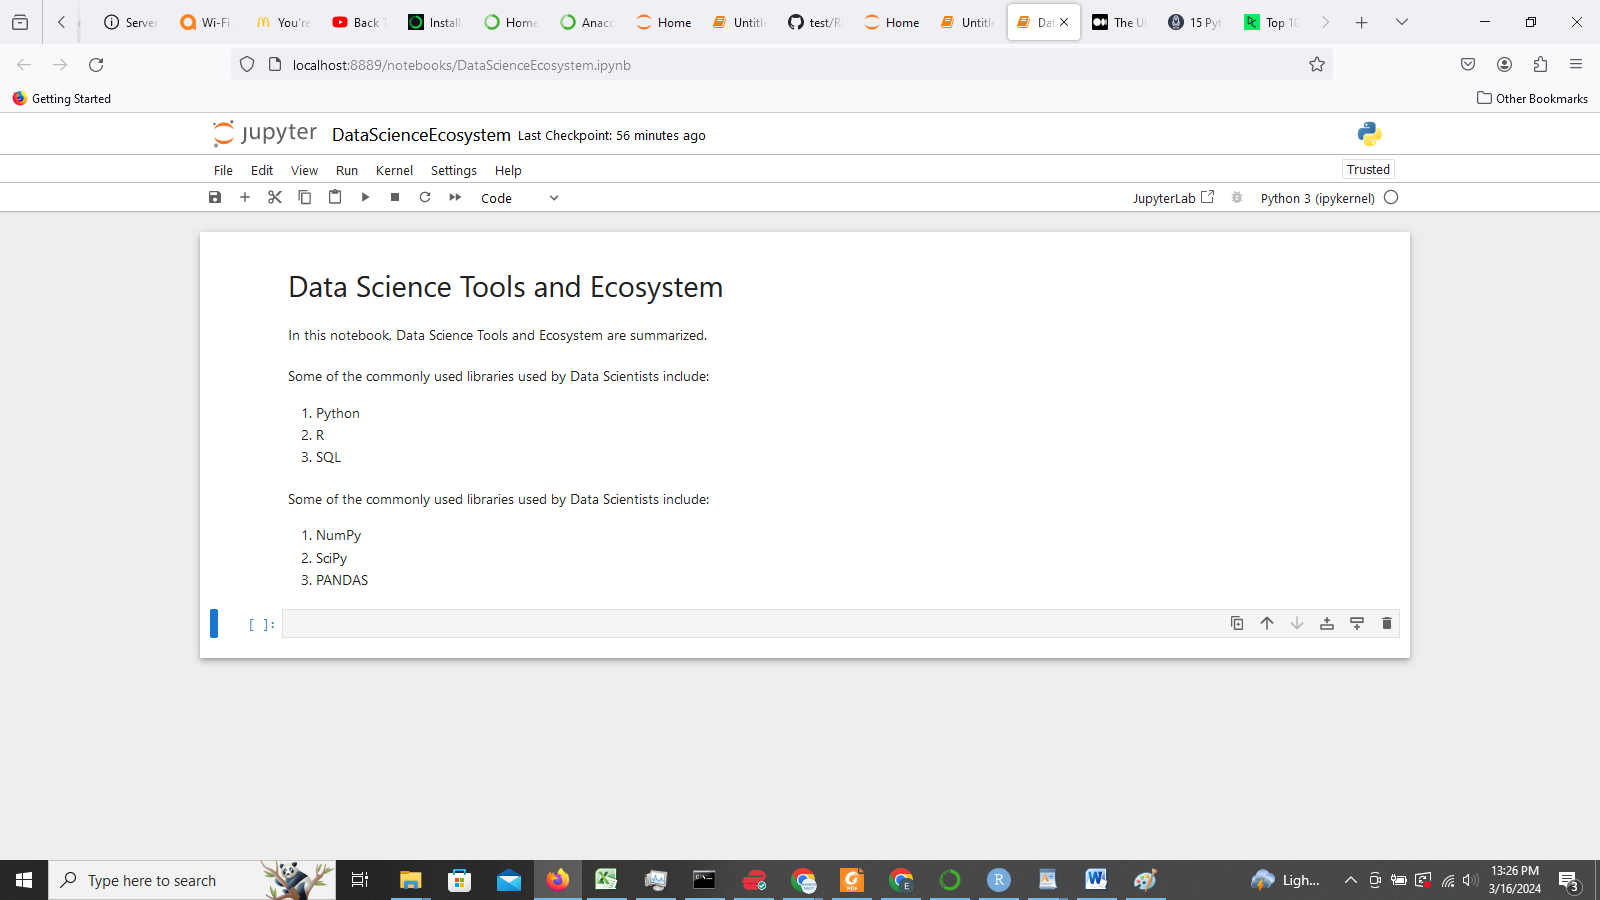 Server
Wi-Fi
You're
Back T
Install
Home
Anaco
Home
Untitle
test/R
Home
Untitle
Dat
The Ul
15 Pyt
Top 10
localhost:8889/notebooks/DataScienceEcosystem.ipynb
Getting Started
Other Bookmarks
jupyter DataScienceEcosystem Last Checkpoint: 56 minutes ago
File Edit View Run Kernel Settings Help
Trusted
Code
JupyterLab
Python 3 (ipykernel)
Data Science Tools and Ecosystem
In this notebook, Data Science Tools and Ecosystem are summarized.
Some of the commonly used libraries used by Data Scientists include:
1. Python
2. R
3. SQL
Some of the commonly used libraries used by Data Scientists include:
1. NumPy
2. SciPy
3. PANDAS
[ ]:
Type here to search
Ligh...
13:26 PM
3/16/2024
3